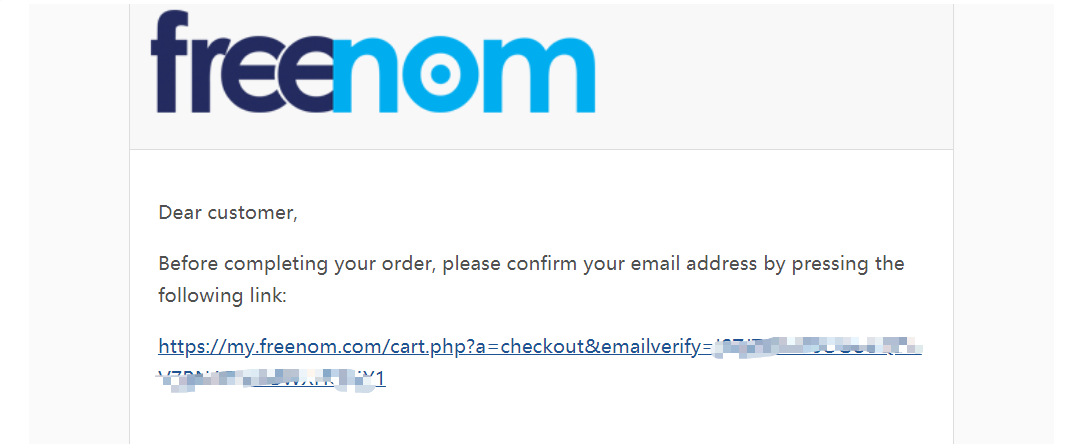 freenom
Dear customer,
Before completing your order, please confirm your email address by pressing the
following link:
https://my.freenom.com/cart.php?a=checkout&emailverify=